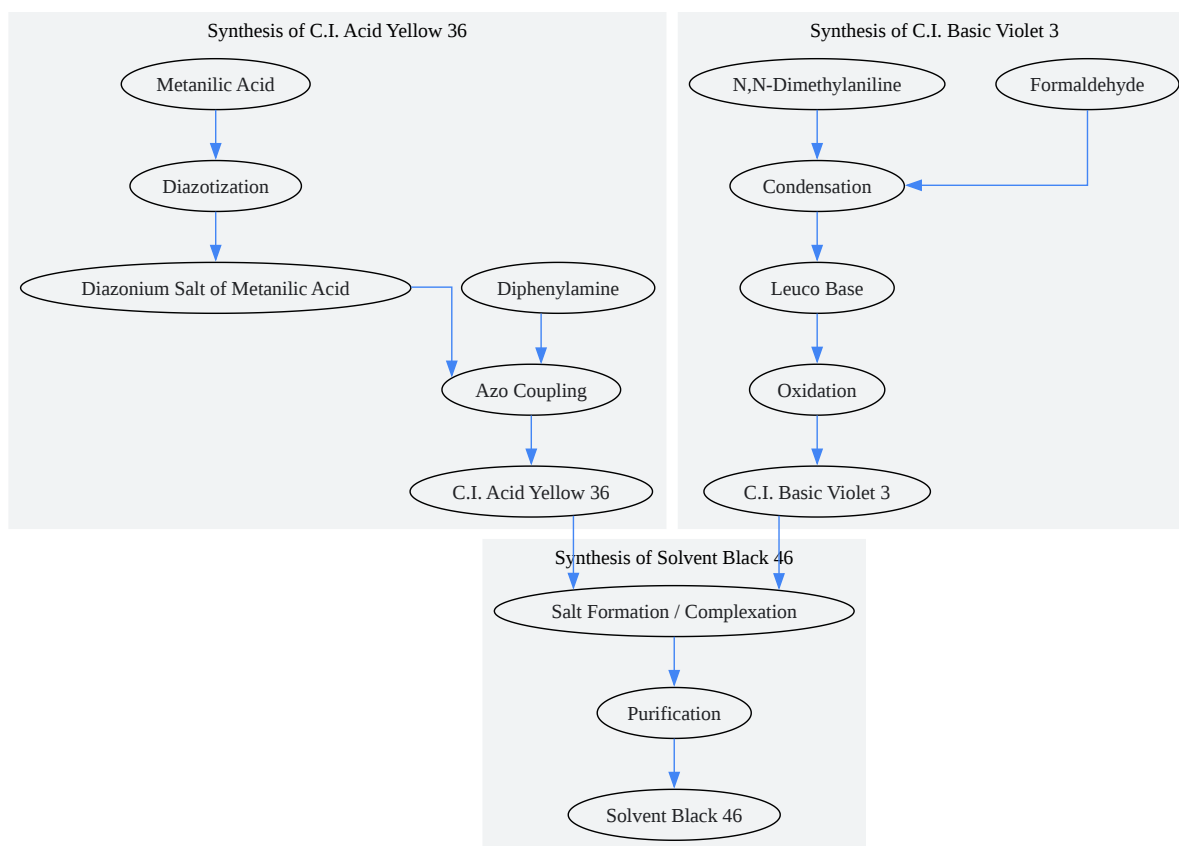 Synthesis of C.I. Acid Yellow 36
Metanilic Acid
Diazotization
Diazonium Salt of Metanilic Acid
Diphenylamine
Azo Coupling
C.I. Acid Yellow 36
Synthesis of C.I. Basic Violet 3
N,N-Dimethylaniline
Formaldehyde
Condensation
Leuco Base
Oxidation
C.I. Basic Violet 3
Synthesis of Solvent Black 46
Salt Formation / Complexation
Purification
Solvent Black 46